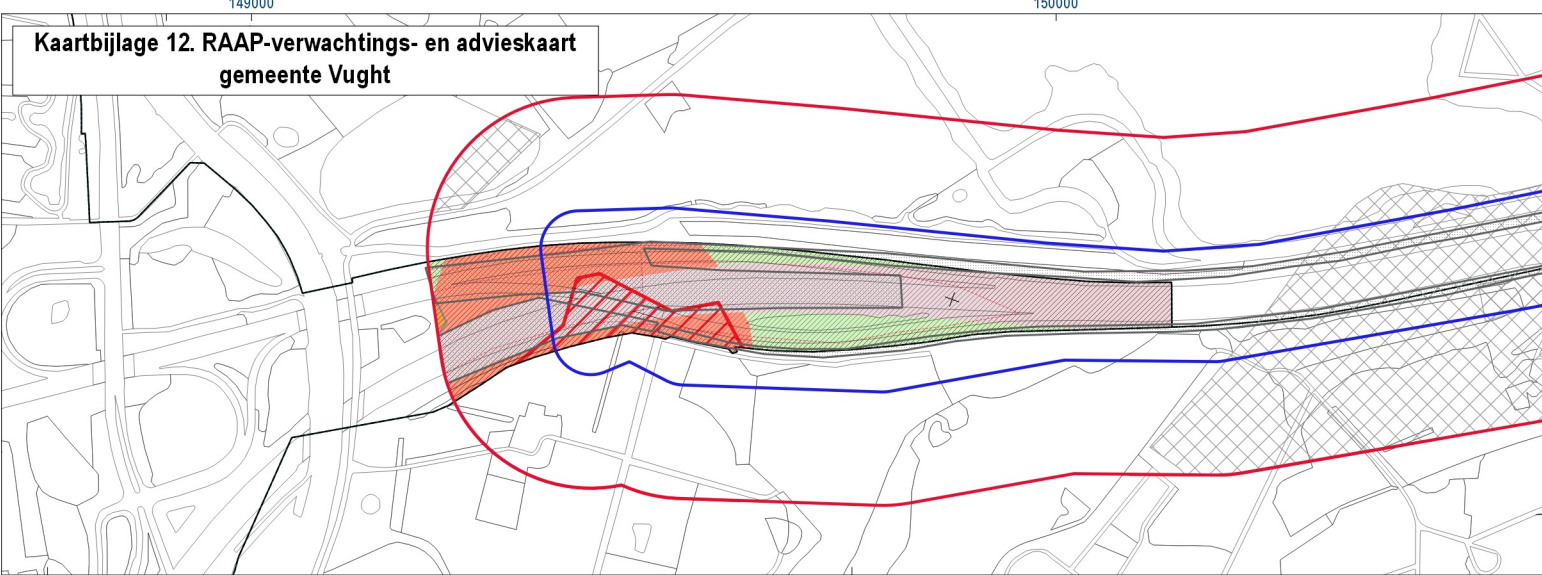 149000
150000
Kaartbijlage 12. RAAP-verwachtings- en advieskaart
gemeente Vught